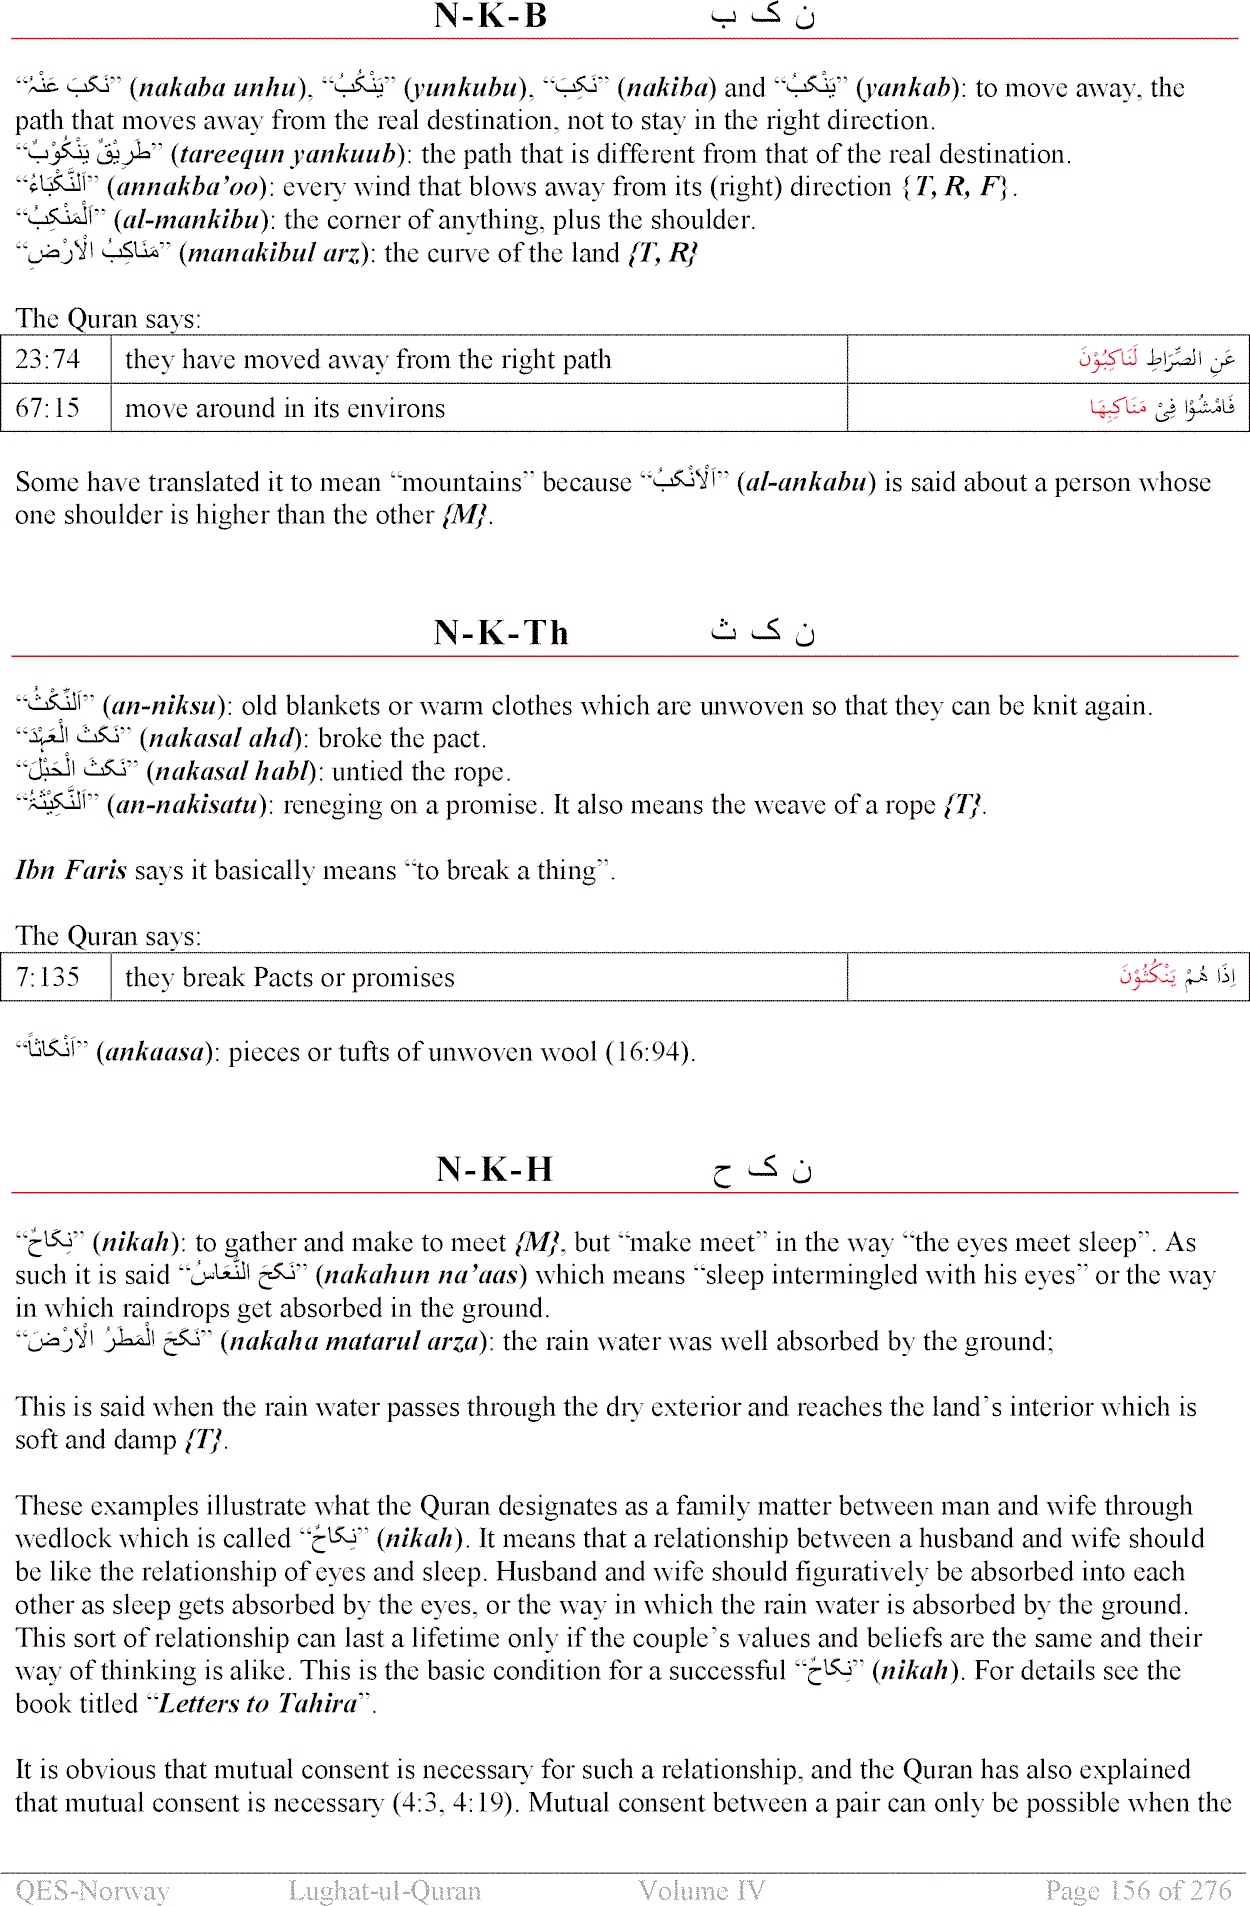 N-K-B ن ک ب
“نَکَبَ عَنْہُ” (nakaba unhu), “یَنْکُبُ” (yunkubu), “نَکِبَ” (nakiba) and “یَنْکَبُ” (yankab): to move away, the
path that moves away from the real destination, not to stay in the right direction.
“طَرِیْقٌ یَنْکُوْبٌ” (tareequn yankuub): the path that is different from that of the real destination.
“اَلنَّکْبَاءُ” (annakba’oo): every wind that blows away from its (right) direction {T, R, F}.
“اَلْمَنْکِبُ” (al-mankibu): the corner of anything, plus the shoulder.
“مَنَاکِبُ الْاَرْضِ” (manakibul arz): the curve of the land {T, R}
The Quran says:
23:74 they have moved away from the right path عَنِ الصِّرَاطِ لَنَاکِبُوْنَ
67:15 move around in its environs فَامْشُوْا فِیْ مَنَاکِبِهَا
Some have translated it to mean “mountains” because “اَلْاَنْکَبُ” (al-ankabu) is said about a person whose
one shoulder is higher than the other {M}.
N-K-Th ن ک ث
“اَلنِّکْثُ” (an-niksu): old blankets or warm clothes which are unwoven so that they can be knit again.
“نَکَثَ الْعَہْدَ” (nakasal ahd): broke the pact.
“نَکَثَ الْحَبْلَ” (nakasal habl): untied the rope.
“اَلنَّکِیْثَۃُ” (an-nakisatu): reneging on a promise. It also means the weave of a rope {T}.
Ibn Faris says it basically means “to break a thing”.
The Quran says:
7:135 they break Pacts or promises اِذَا هُمْ یَنْکُثُوْنَ
“اَنْکَاثاً” (ankaasa): pieces or tufts of unwoven wool (16:94).
N-K-H ن ک ح
“نِکَاحٌ” (nikah): to gather and make to meet {M}, but “make meet” in the way “the eyes meet sleep”. As
such it is said “نَکَحَ النُّعَاسُ” (nakahun na’aas) which means “sleep intermingled with his eyes” or the way
in which raindrops get absorbed in the ground.
“نَکَحَ الْمَطَرُ الْاَرْضَ” (nakaha matarul arza): the rain water was well absorbed by the ground;
This is said when the rain water passes through the dry exterior and reaches the land’s interior which is
soft and damp {T}.
These examples illustrate what the Quran designates as a family matter between man and wife through
wedlock which is called “نِکَاحٌ” (nikah). It means that a relationship between a husband and wife should
be like the relationship of eyes and sleep. Husband and wife should figuratively be absorbed into each
other as sleep gets absorbed by the eyes, or the way in which the rain water is absorbed by the ground.
This sort of relationship can last a lifetime only if the couple’s values and beliefs are the same and their
way of thinking is alike. This is the basic condition for a successful “نِکَاحٌ” (nikah). For details see the
book titled “Letters to Tahira”.
It is obvious that mutual consent is necessary for such a relationship, and the Quran has also explained
that mutual consent is necessary (4:3, 4:19). Mutual consent between a pair can only be possible when the
QES-Norway Lughat-ul-Quran Volume IV Page 156 of 276